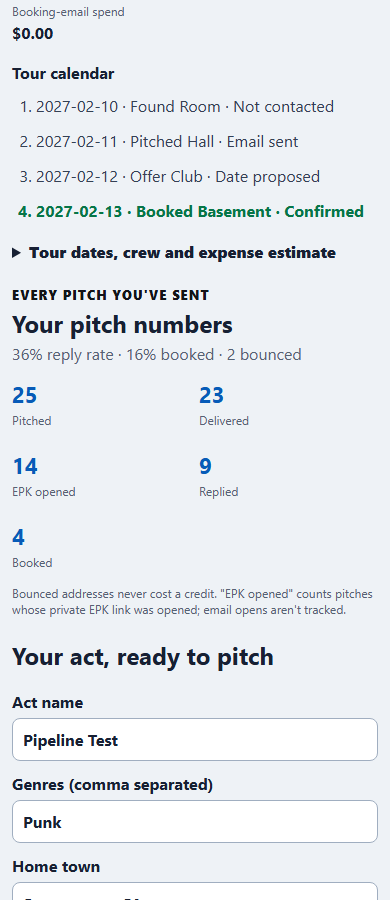 Booking-email spend
$0.00
Tour calendar
1. 2027-02-10 · Found Room · Not contacted
2. 2027-02-11 · Pitched Hall · Email sent
3. 2027-02-12 · Offer Club · Date proposed
4. 2027-02-13 · Booked Basement · Confirmed
▶ Tour dates, crew and expense estimate
EVERY PITCH YOU'VE SENT
Your pitch numbers
36% reply rate · 16% booked · 2 bounced
25 23
Pitched Delivered
14 9
EPK opened Replied
4
Booked
Bounced addresses never cost a credit. "EPK opened" counts pitches
whose private EPK link was opened; email opens aren't tracked.
Your act, ready to pitch
Act name
Pipeline Test
Genres (comma separated)
Punk
Home town